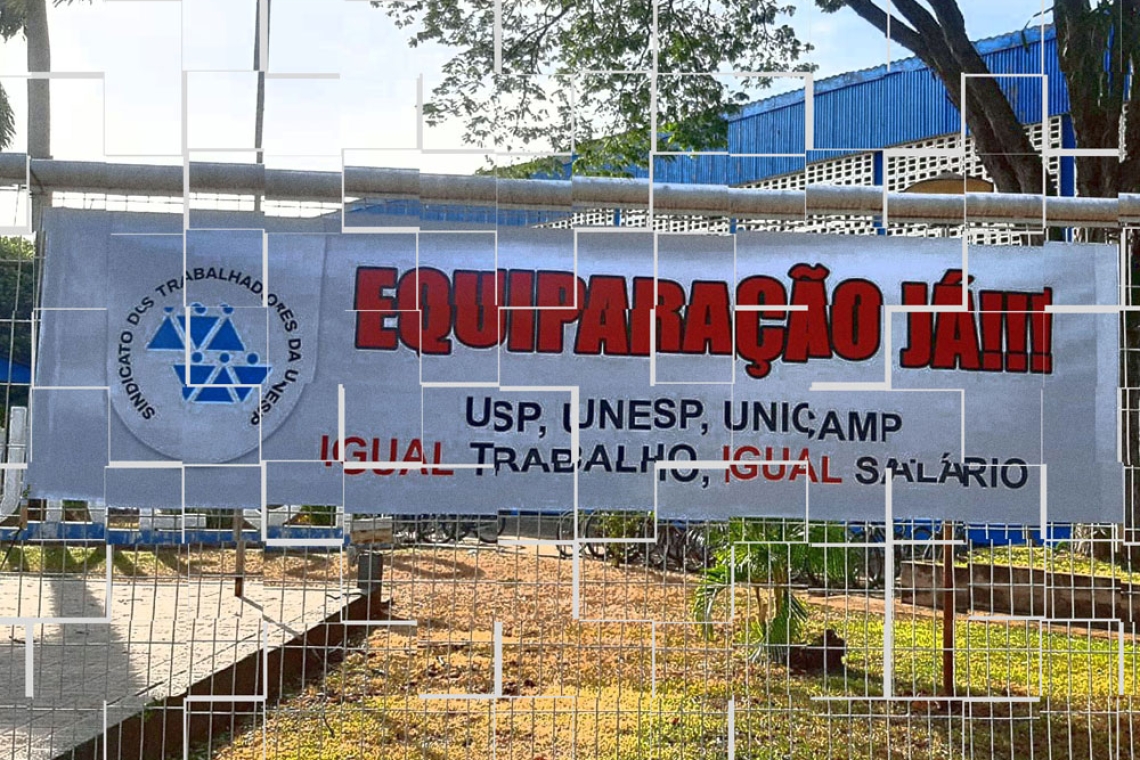 SINDICATO DOS TRABALHADORES DA UNESP
EQUIPARAÇÃO JÁ!!!
USP, UNESP, UNICAMP
IGUAL TRABALHO, IGUAL SALÁRIO